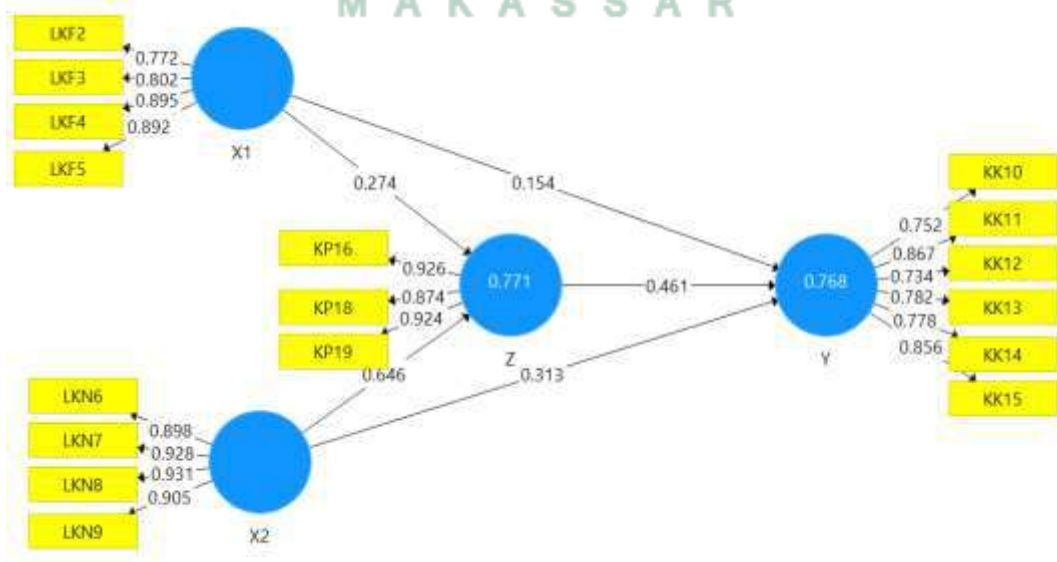 MAKASSAR
LKF2
LKF3
LKF4
LKF5
0.772
0.802
0.895
0.892
X1
0.274
0.154
KP16
KP18
KP19
0.926
0.874
0.924
0.771
Z
0.461
0.646
0.313
LKN6
LKN7
LKN8
LKN9
0.898
0.928
0.931
0.905
X2
0.768
Y
0.752
0.867
0.734
0.782
0.778
0.856
KK10
KK11
KK12
KK13
KK14
KK15